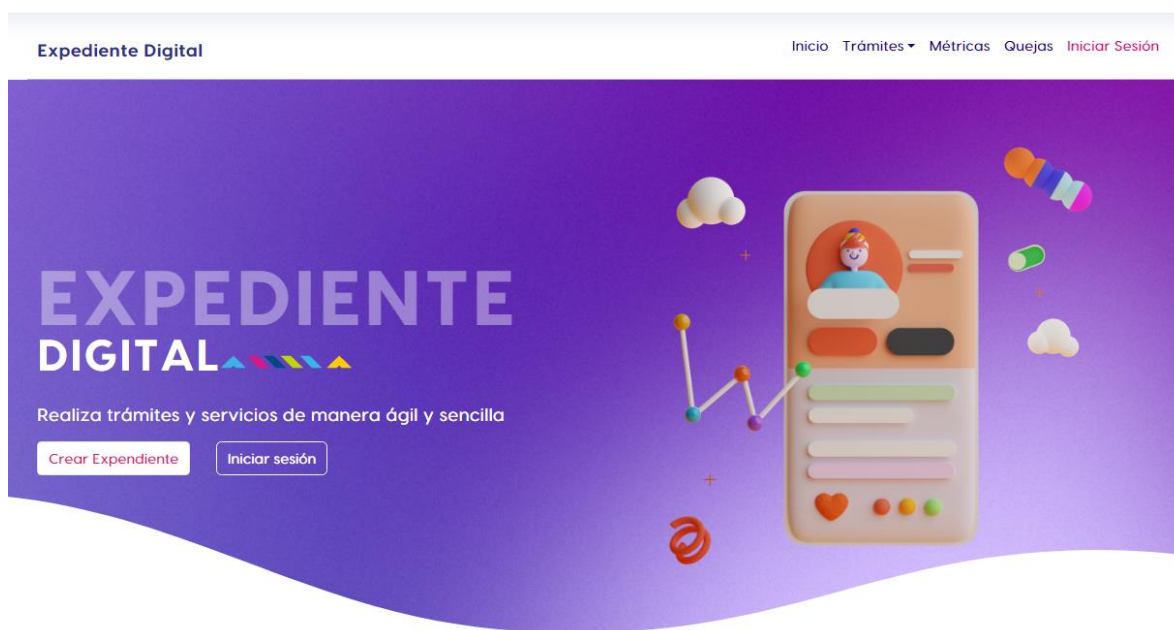 Expediente Digital
Inicio Trámites Métricas Quejas Iniciar Sesión
EXPEDIENTE
DIGITAL
Realiza trámites y servicios de manera ágil y sencilla
Crear Expendiente Iniciar sesión